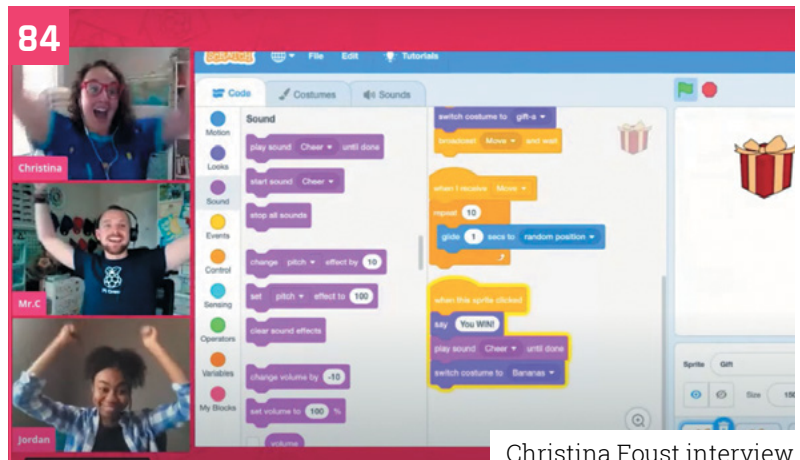 84
SCRATCH
File Edit Tutorials
Code Costumes Sounds
Christina
Mr.C
Jordan
Motion
Looks
Sound
Events
Control
Sensing
Operators
Variables
My Blocks
Sound
play sound Cheer until done
start sound Cheer
stop all sounds
change pitch effect by 10
set pitch effect to 100
clear sound effects
change volume by -10
set volume to 100 %
volume
switch costume to gift-a
broadcast Move and wait
when I receive Move
repeat 10
glide 1 secs to random position
when this sprite clicked
say You WIN!
play sound Cheer until done
switch costume to Bananas
Sprite Gift
Size
Christina Foust interview